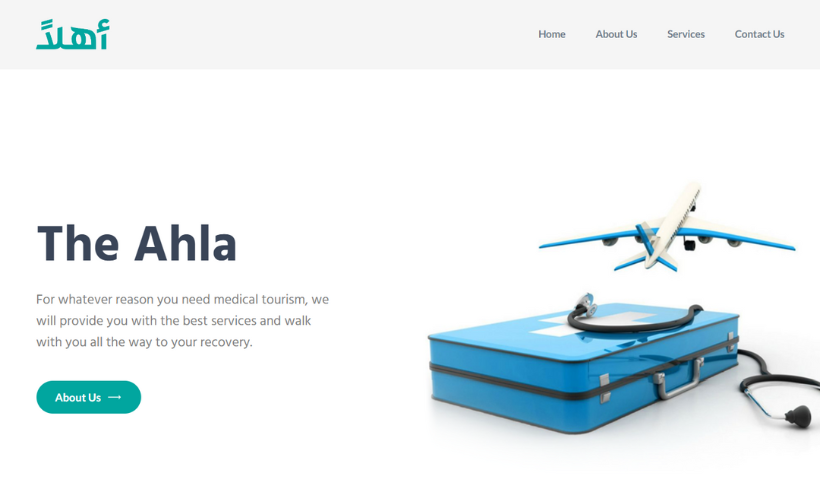 أهلاً
Home
About Us
Services
Contact Us
The Ahla
For whatever reason you need medical tourism, we
will provide you with the best services and walk
with you all the way to your recovery.
About Us →